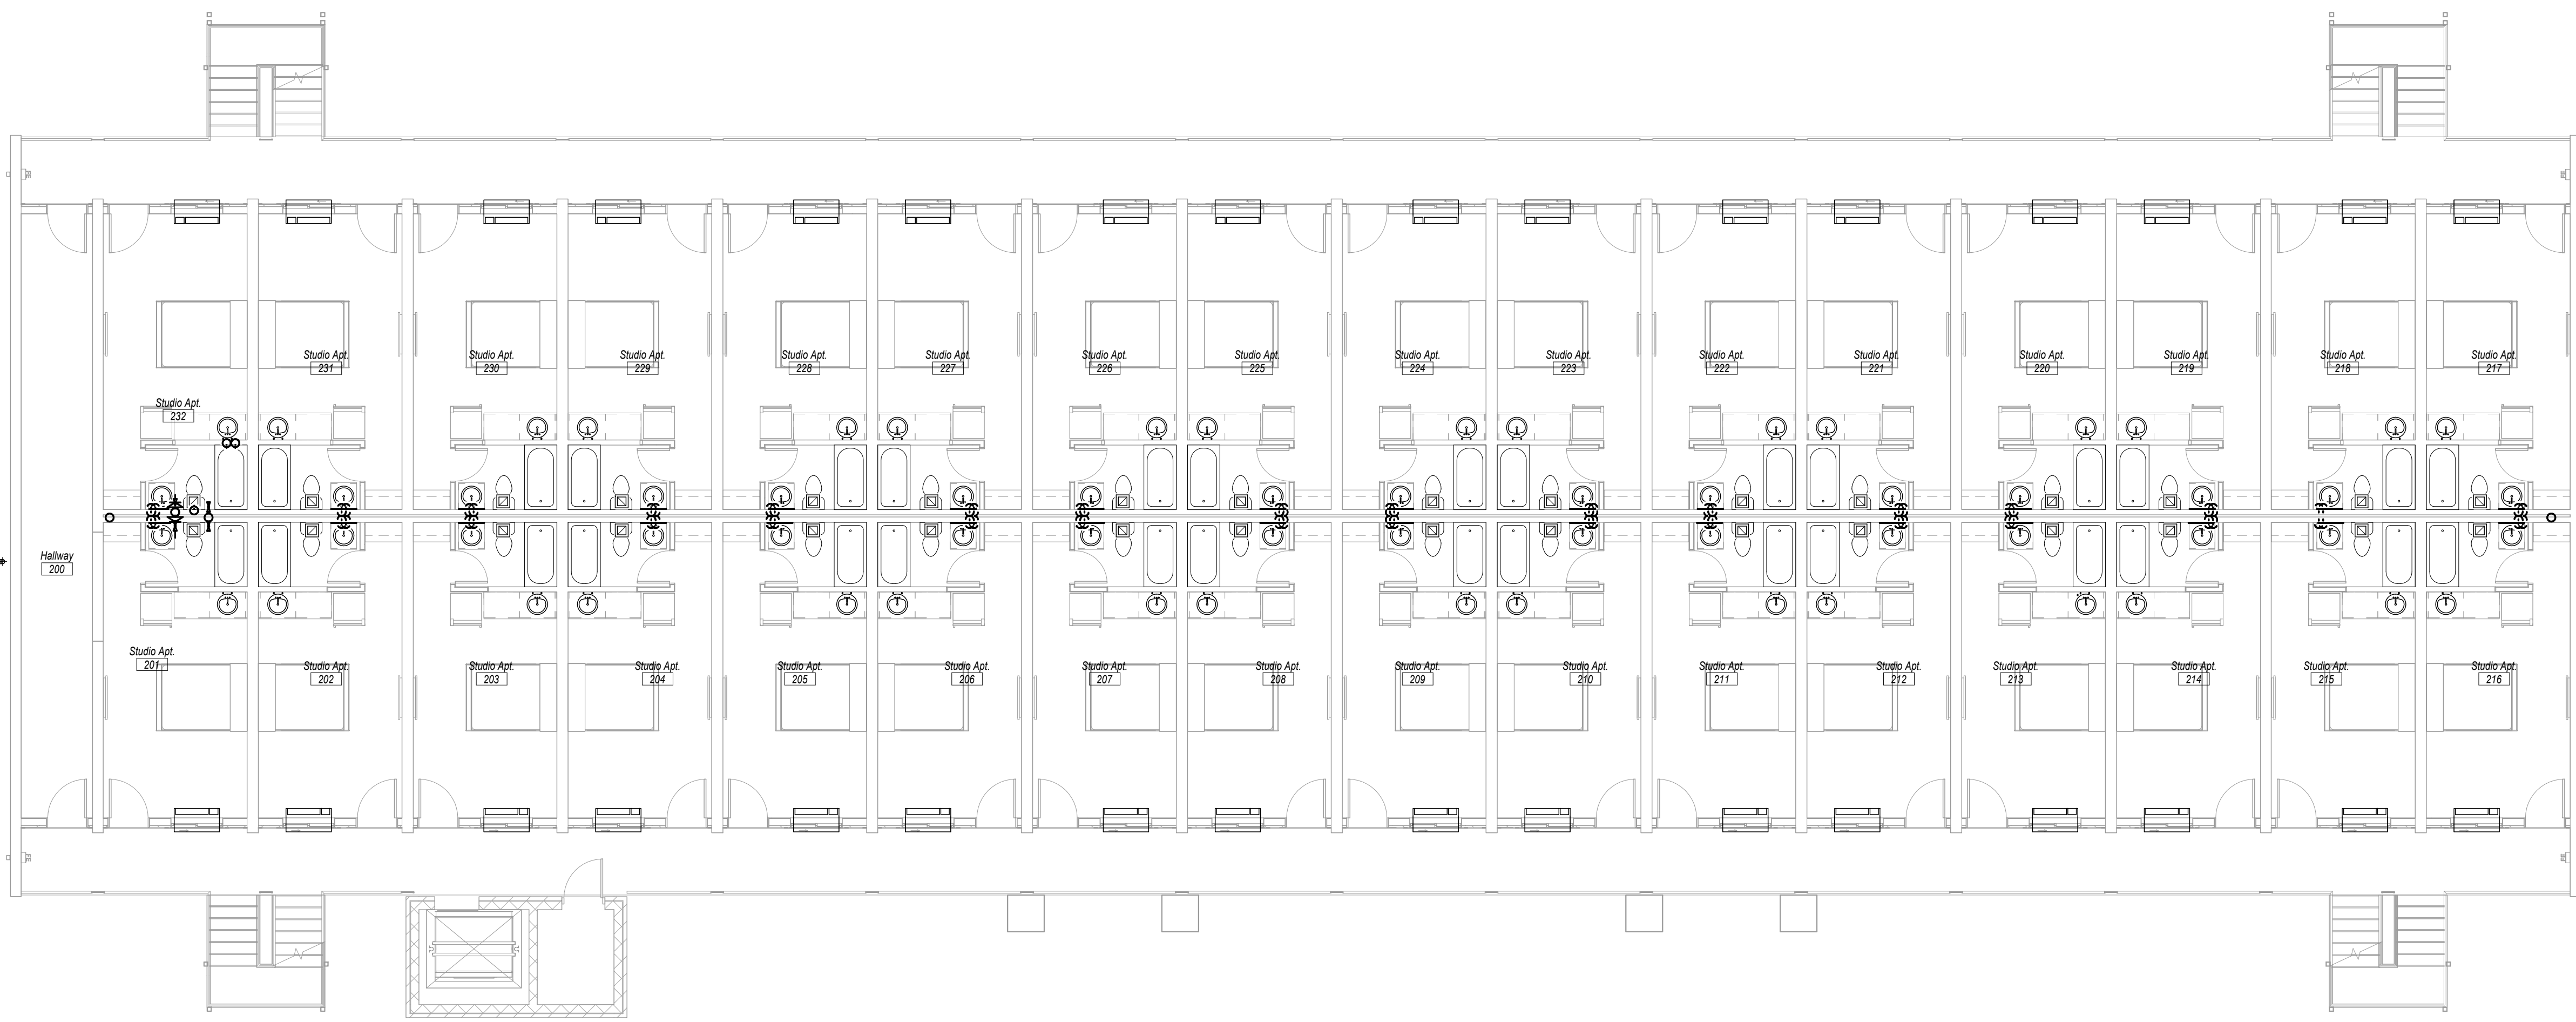 Studio Apt.
231
Studio Apt.
230
Studio Apt.
229
Studio Apt.
228
Studio Apt.
227
Studio Apt.
226
Studio Apt.
225
Studio Apt.
224
Studio Apt.
223
Studio Apt.
222
Studio Apt.
221
Studio Apt.
220
Studio Apt.
219
Studio Apt.
218
Studio Apt.
217
Studio Apt.
232
Hallway
200
Studio Apt.
201
Studio Apt.
202
Studio Apt.
203
Studio Apt.
204
Studio Apt.
205
Studio Apt.
206
Studio Apt.
207
Studio Apt.
208
Studio Apt.
209
Studio Apt.
210
Studio Apt.
211
Studio Apt.
212
Studio Apt.
213
Studio Apt.
214
Studio Apt.
215
Studio Apt.
216